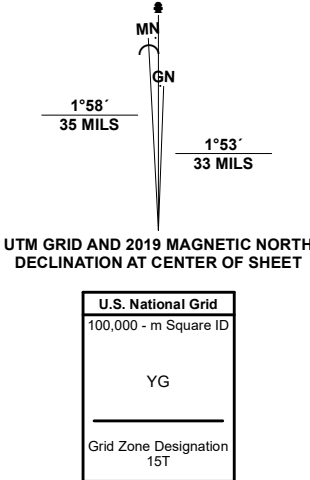 MN
GN
1°58´
35 MILS
1°53´
33 MILS
UTM GRID AND 2019 MAGNETIC NORTH
DECLINATION AT CENTER OF SHEET
U.S. National Grid
100,000 - m Square ID
YG
Grid Zone Designation
15T